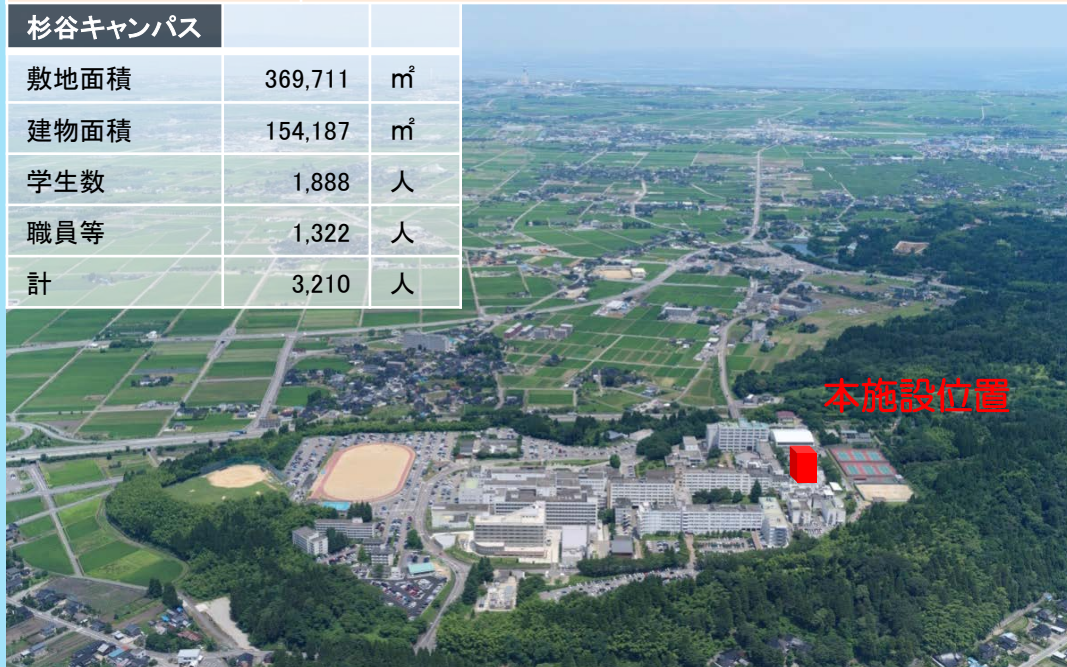 杉谷キャンパス
敷地面積 369,711 ㎡
建物面積 154,187 ㎡
学生数 1,888 人
職員等 1,322 人
計 3,210 人
本施設位置